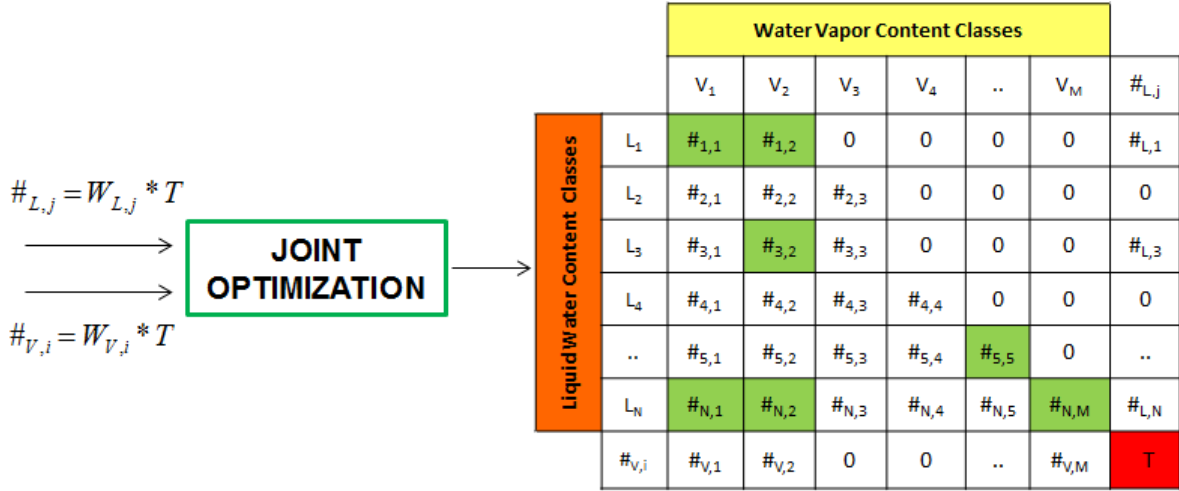 Water Vapor Content Classes
V₁ V₂ V₃ V₄ .. V_M #_{L,j}
Liquid Water Content Classes
L₁ #_{1,1} #_{1,2} 0 0 0 0 #_{L,1}
L₂ #_{2,1} #_{2,2} #_{2,3} 0 0 0 0
L₃ #_{3,1} #_{3,2} #_{3,3} 0 0 0 #_{L,3}
L₄ #_{4,1} #_{4,2} #_{4,3} #_{4,4} 0 0 0
.. #_{5,1} #_{5,2} #_{5,3} #_{5,4} #_{5,5} 0 ..
L_N #_{N,1} #_{N,2} #_{N,3} #_{N,4} #_{N,5} #_{N,M} #_{L,N}
#_{V,i} #_{V,1} #_{V,2} 0 0 .. #_{V,M} T
#_{L,j} = W_{L,j} * T
JOINT
OPTIMIZATION
#_{V,i} = W_{V,i} * T